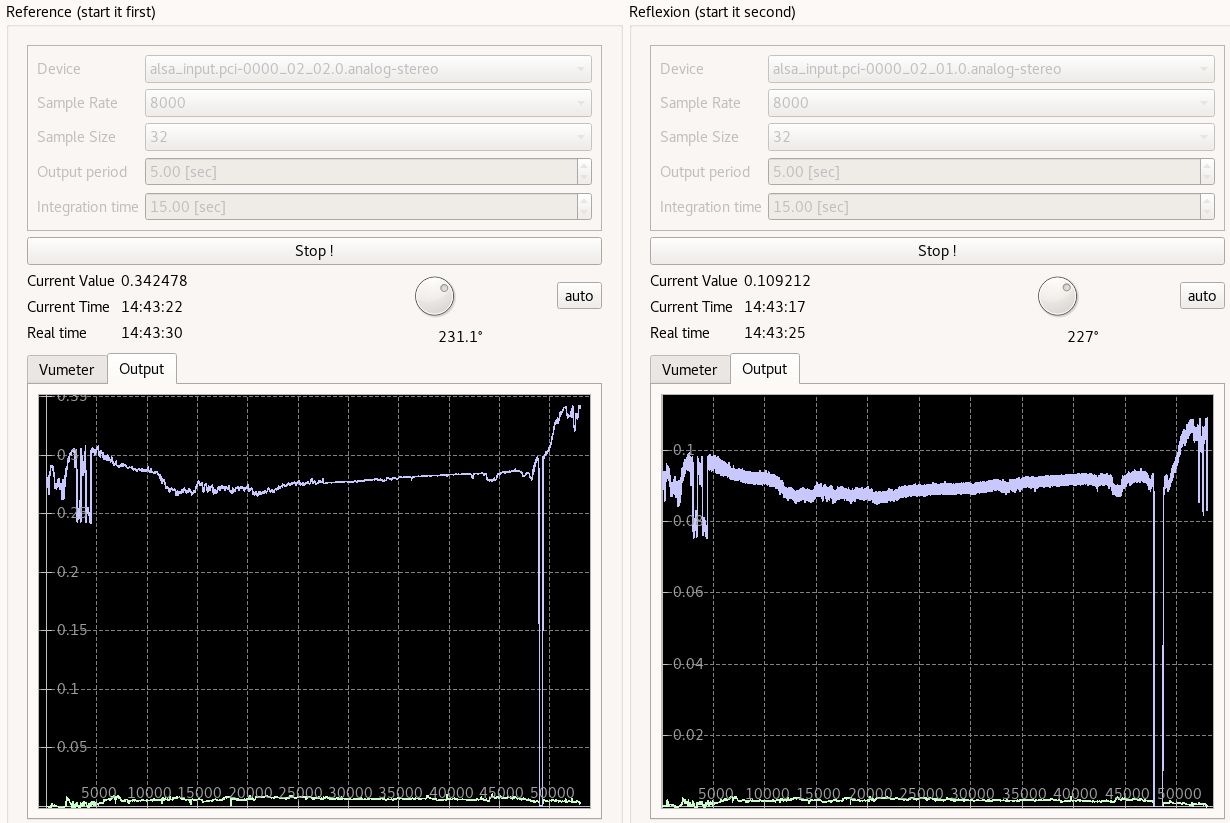 Reference (start it first)
Device alsa_input.pci-0000_02_02.0.analog-stereo
Sample Rate 8000
Sample Size 32
Output period 5.00 [sec]
Integration time 15.00 [sec]
Stop !
Current Value 0.342478
Current Time 14:43:22
Real time 14:43:30
auto
231.1°
Vumeter Output
0.2
0.15
0.1
0.05
5000 10000 15000 20000 25000 30000 35000 40000 45000 50000
Reflexion (start it second)
Device alsa_input.pci-0000_02_01.0.analog-stereo
Sample Rate 8000
Sample Size 32
Output period 5.00 [sec]
Integration time 15.00 [sec]
Stop !
Current Value 0.109212
Current Time 14:43:17
Real time 14:43:25
auto
227°
Vumeter Output
0.1
0.08
0.06
0.04
0.02
5000 10000 15000 20000 25000 30000 35000 40000 45000 50000